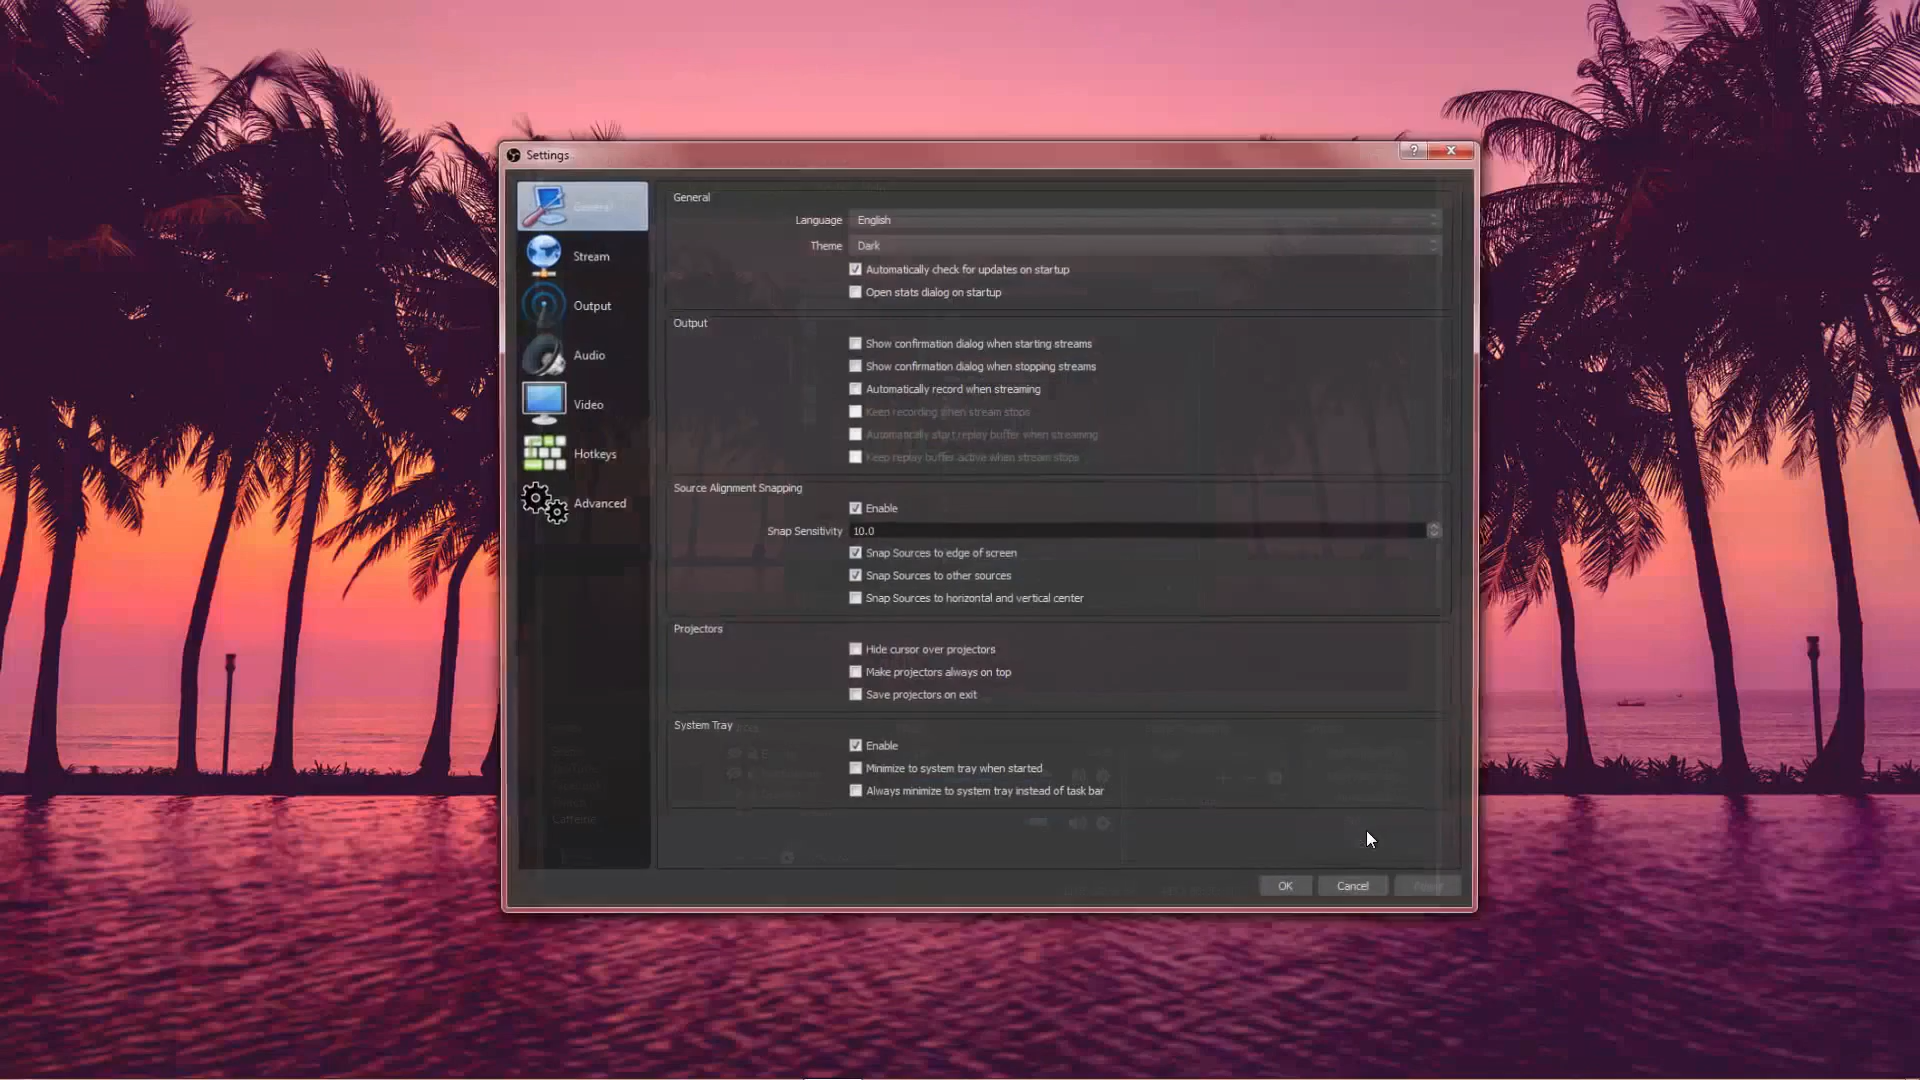 Settings
General
Stream
Output
Audio
Video
Hotkeys
Advanced
General
Language English
Theme Dark
Automatically check for updates on startup
Open stats dialog on startup
Output
Show confirmation dialog when starting streams
Show confirmation dialog when stopping streams
Automatically record when streaming
Keep recording when stream stops
Automatically start replay buffer when streaming
Keep replay buffer active when stream stops
Source Alignment Snapping
Enable
Snap Sensitivity 10.0
Snap Sources to edge of screen
Snap Sources to other sources
Snap Sources to horizontal and vertical center
Projectors
Hide cursor over projectors
Make projectors always on top
Save projectors on exit
System Tray
Enable
Minimize to system tray when started
Always minimize to system tray instead of task bar
Caffeine
OK Cancel Apply